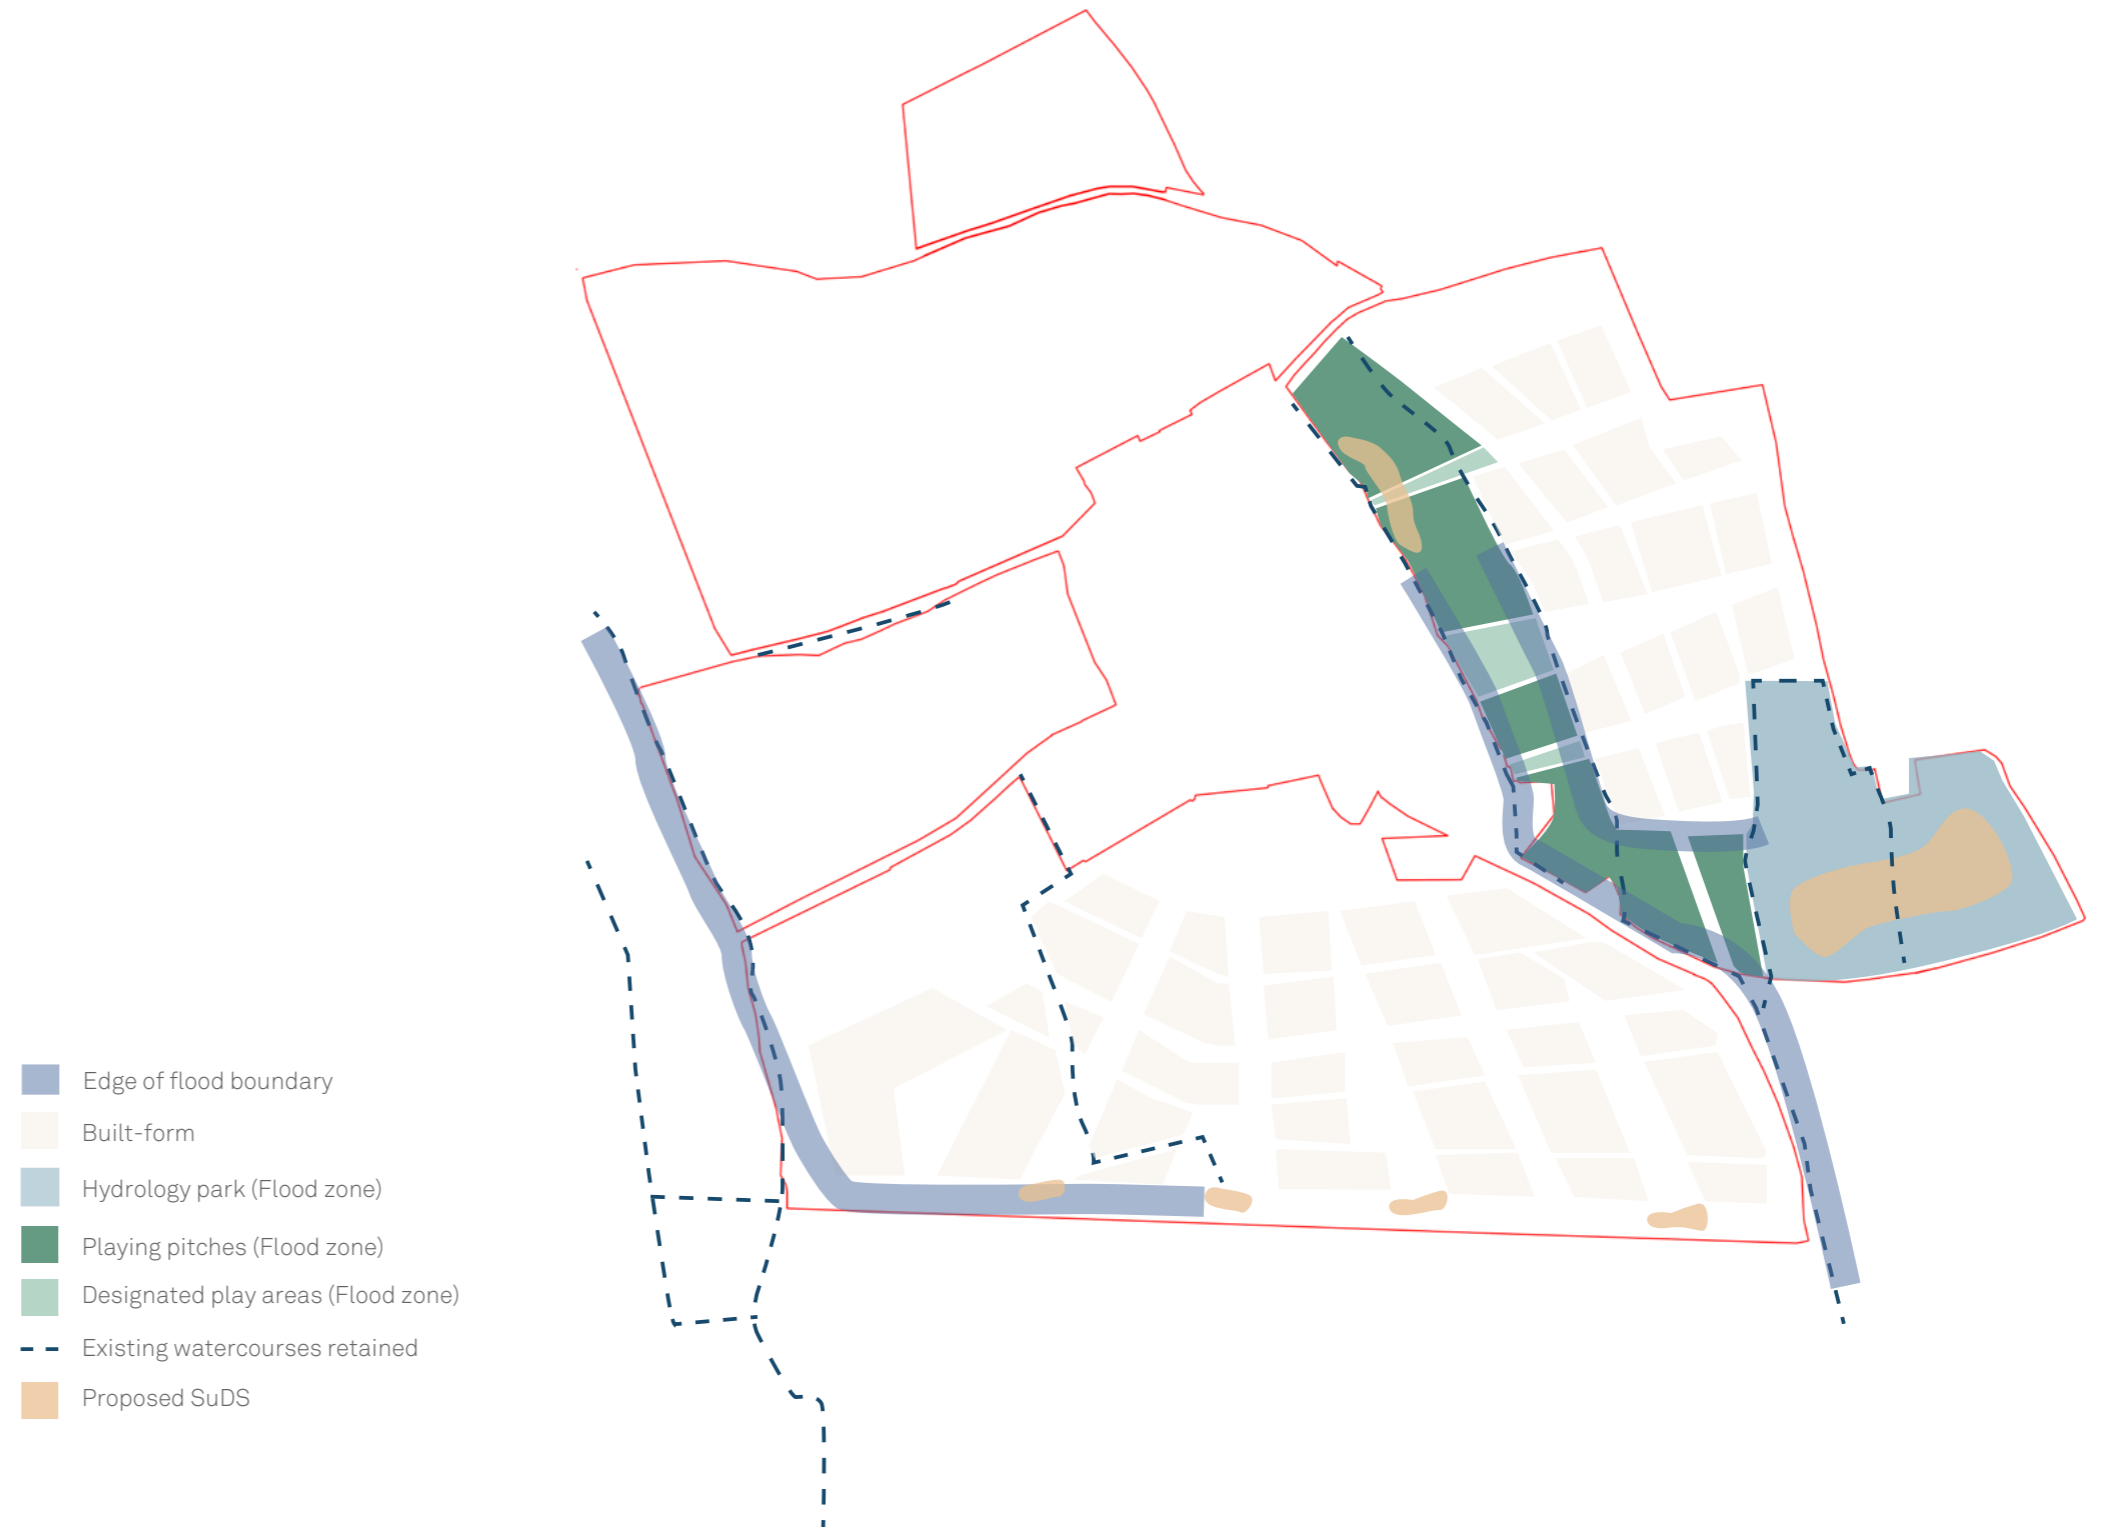 Edge of flood boundary
Built-form
Hydrology park (Flood zone)
Playing pitches (Flood zone)
Designated play areas (Flood zone)
Existing watercourses retained
Proposed SuDS